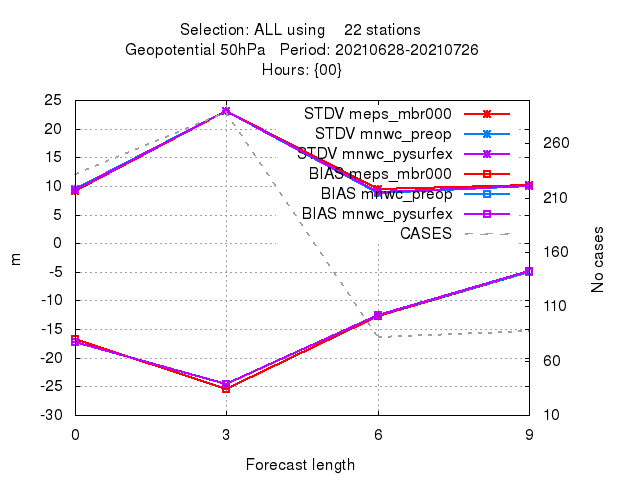 Selection: ALL using    22 stations
Geopotential 50hPa   Period: 20210628-20210726
Hours: {00}
STDV meps_mbr000
STDV mnwc_preop
STDV mnwc_pysurfex
BIAS meps_mbr000
BIAS mnwc_preop
BIAS mnwc_pysurfex
CASES
25
20
15
10
5
0
-5
-10
-15
-20
-25
-30
m
260
210
160
110
60
10
No cases
0 3 6 9
Forecast length